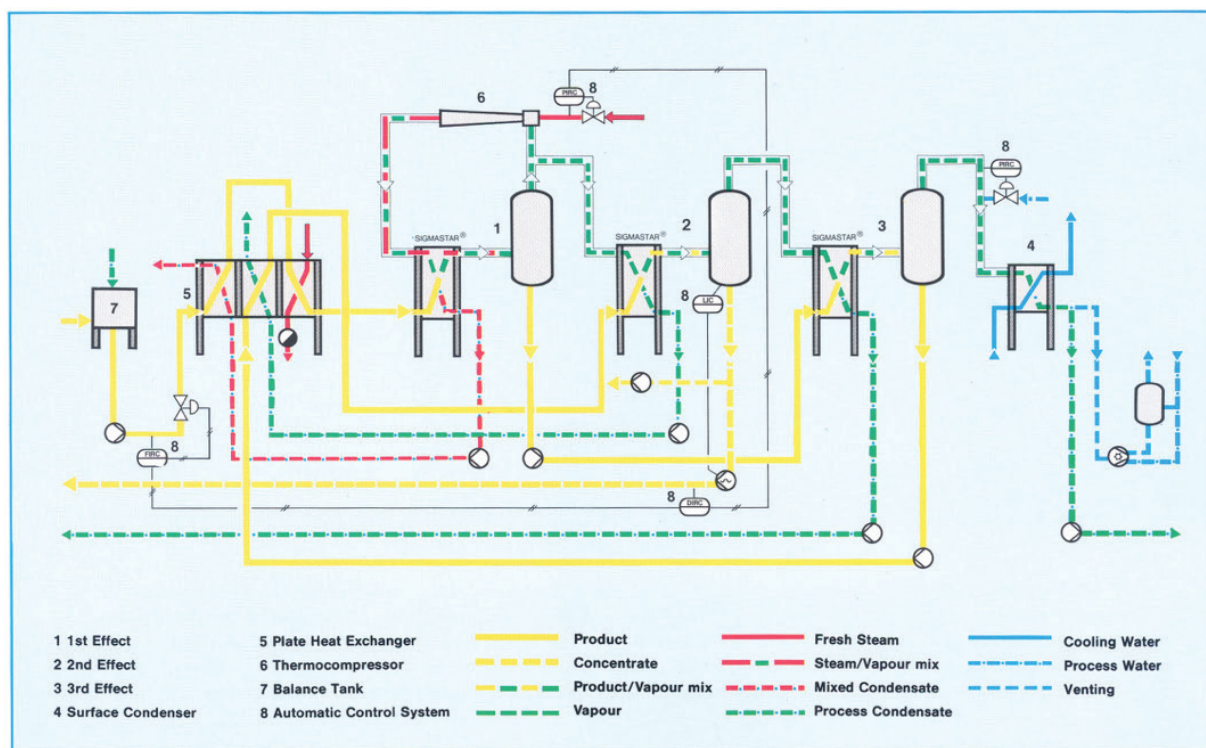 6
PIRC
8
8
PIRC
1
SIGMASTAR®
SIGMASTAR®
2
SIGMASTAR®
3
4
7
5
8
LIC
FIRC
8
8
DIRC
1 1st Effect
2 2nd Effect
3 3rd Effect
4 Surface Condenser
5 Plate Heat Exchanger
6 Thermocompressor
7 Balance Tank
8 Automatic Control System
Product
Concentrate
Product/Vapour mix
Vapour
Fresh Steam
Steam/Vapour mix
Mixed Condensate
Process Condensate
Cooling Water
Process Water
Venting